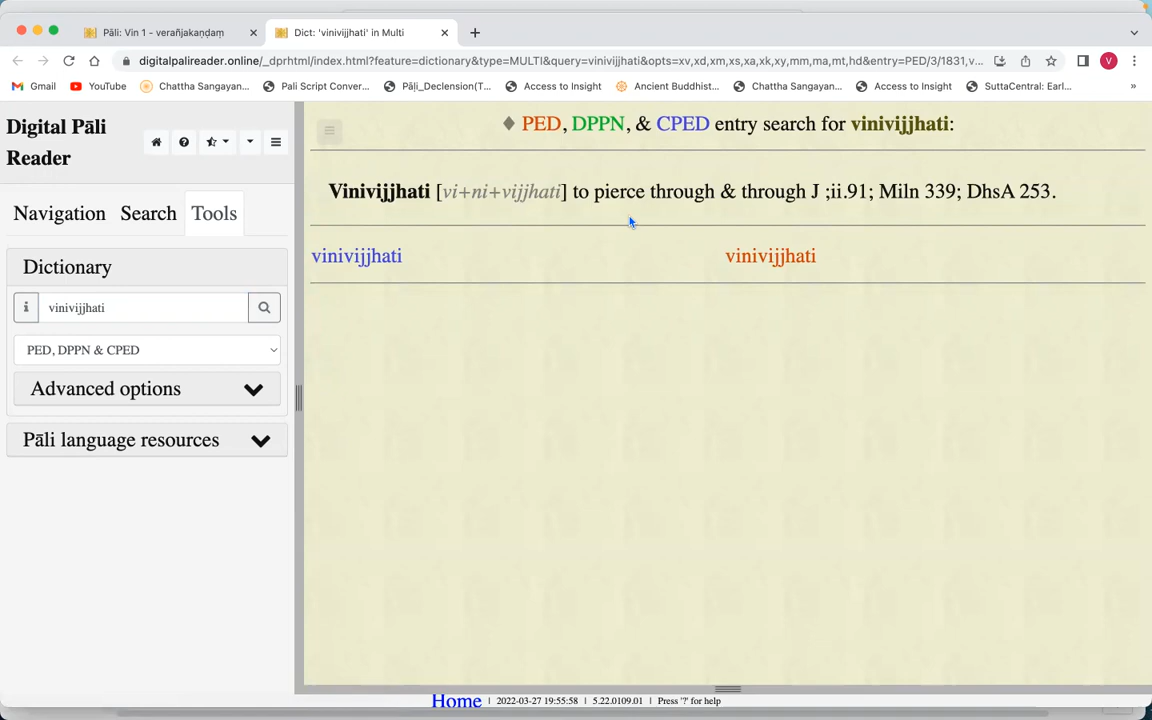 Pāli: Vin 1 - verañjakaṇḍaṃ
Dict: 'vinivijjhati' in Multi
digitalpalireader.online/_dprhtml/index.html?feature=dictionary&type=MULTI&query=vinivijjhati&opts=xv,xd,xm,xs,xa,xk,xy,mm,ma,mt,hd&entry=PED/3/1831,v...
V
Gmail
YouTube
Chattha Sangayan...
Pali Script Conver...
Pāḷi_Declension(T...
Access to Insight
Ancient Buddhist...
Chattha Sangayan...
Access to Insight
SuttaCentral: Earl...
»
Digital Pāli
Reader
Navigation
Search
Tools
Dictionary
vinivijjhati
PED, DPPN & CPED
Advanced options
Pāli language resources
♦ PED, DPPN, & CPED entry search for vinivijjhati:
Vinivijjhati [vi+ni+vijjhati] to pierce through & through J ;ii.91; Miln 339; DhsA 253.
vinivijjhati
vinivijjhati
Home | 2022-03-27 19:55:58 | 5.22.0109.01 | Press '?' for help